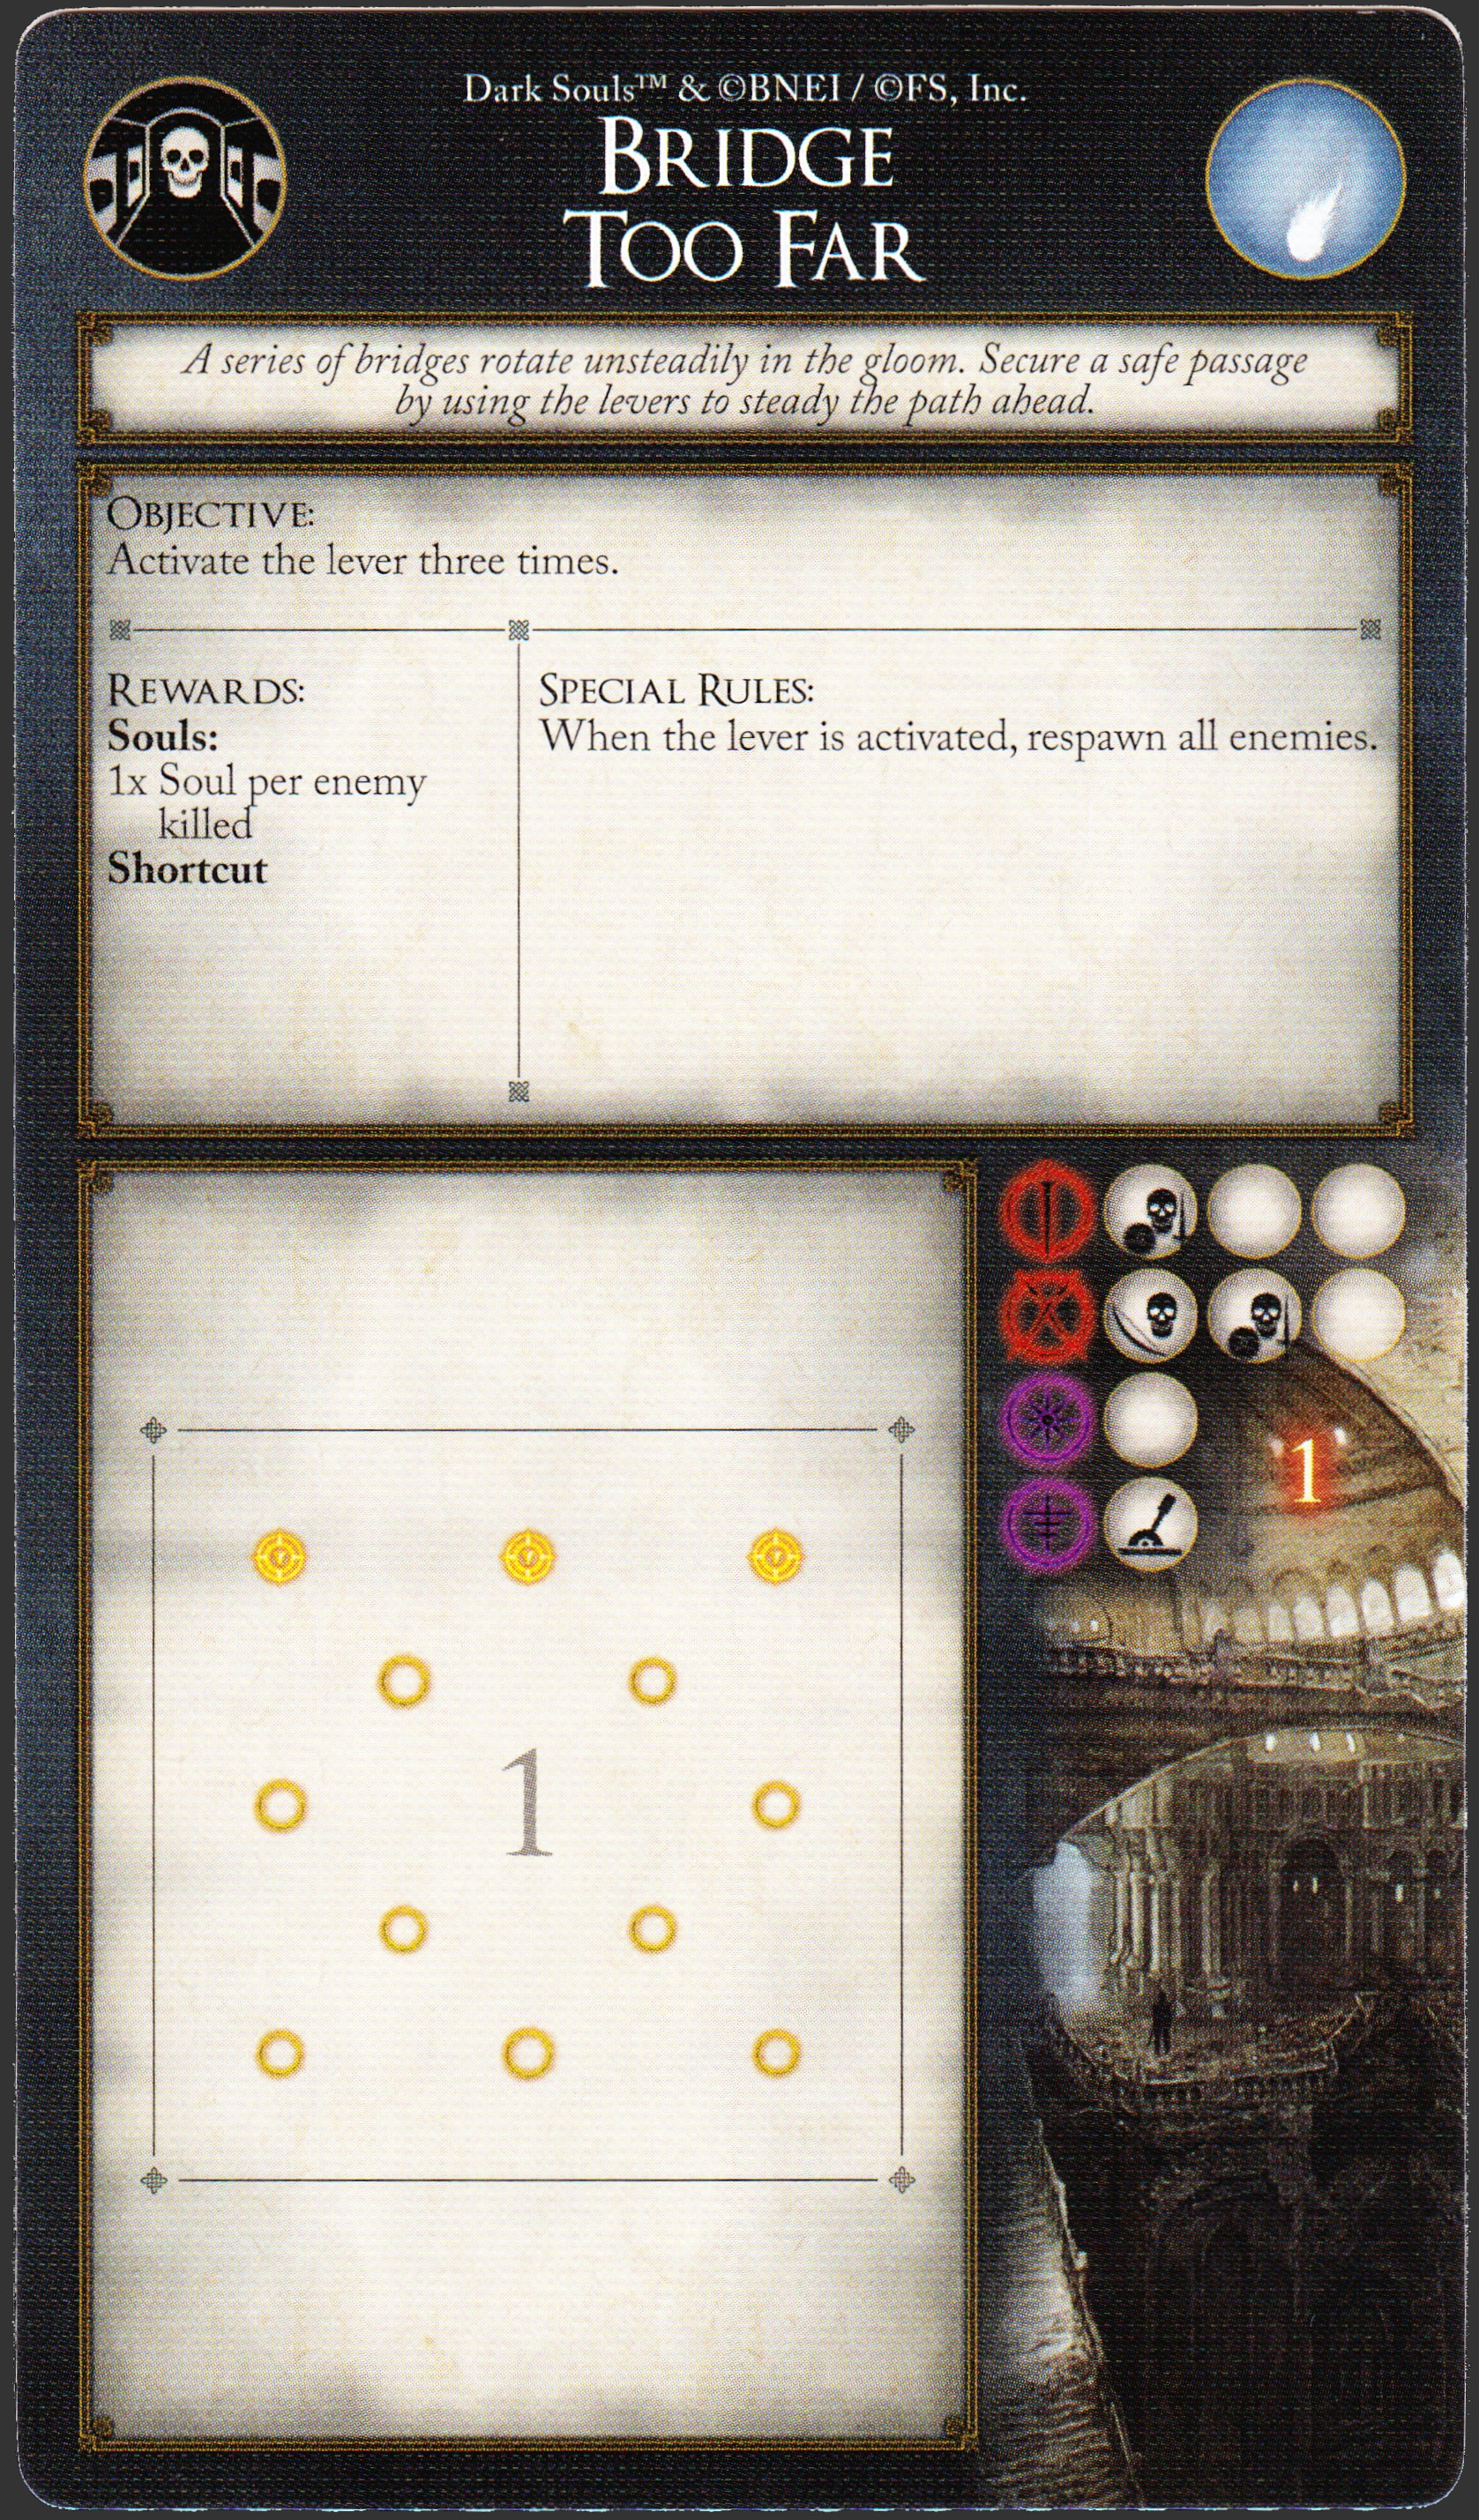 Dark Souls™ & ©BNEI / ©FS, Inc.
BRIDGE
TOO FAR
A series of bridges rotate unsteadily in the gloom. Secure a safe passage
by using the levers to steady the path ahead.
OBJECTIVE:
Activate the lever three times.
REWARDS:
Souls:
1x Soul per enemy
killed
Shortcut
SPECIAL RULES:
When the lever is activated, respawn all enemies.
1
1